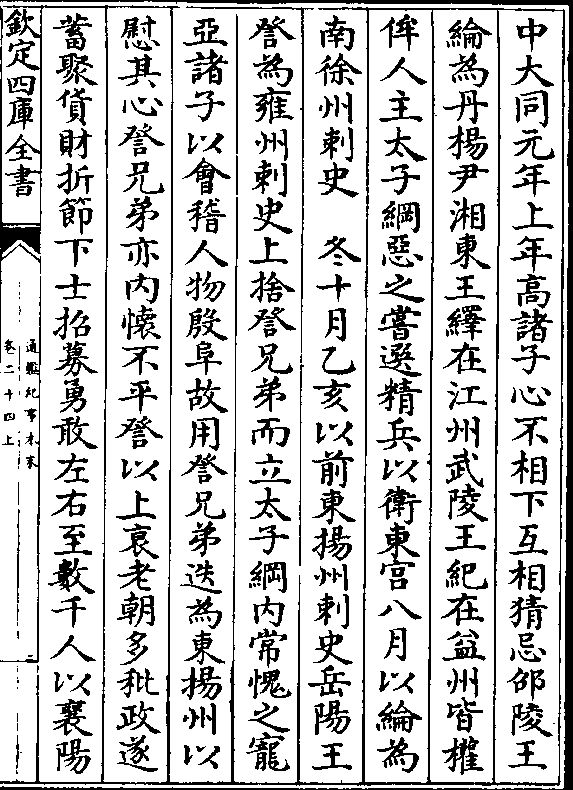 中大同元年上年高諸子心不相下互相猜忌邵陵王
綸為丹楊尹湘東王繹在江州武陵王紀在益州皆權
侔人主太子綱惡之嘗選精兵以衛東宫八月以綸為
南徐州刺史　冬十月乙亥以前東揚州刺史岳陽王
詧為雍州刺史上捨詧兄弟而立太子綱内常愧之寵
亞諸子以㑹稽人物殷阜故用詧兄弟迭為東揚州以
慰其心詧兄弟亦内懷不平詧以上衰老朝多秕政遂
蓄聚貨財折節下士招募勇敢左右至數千人以襄陽
欽定四庫全書
通鑑紀事本末
卷二十四上
二